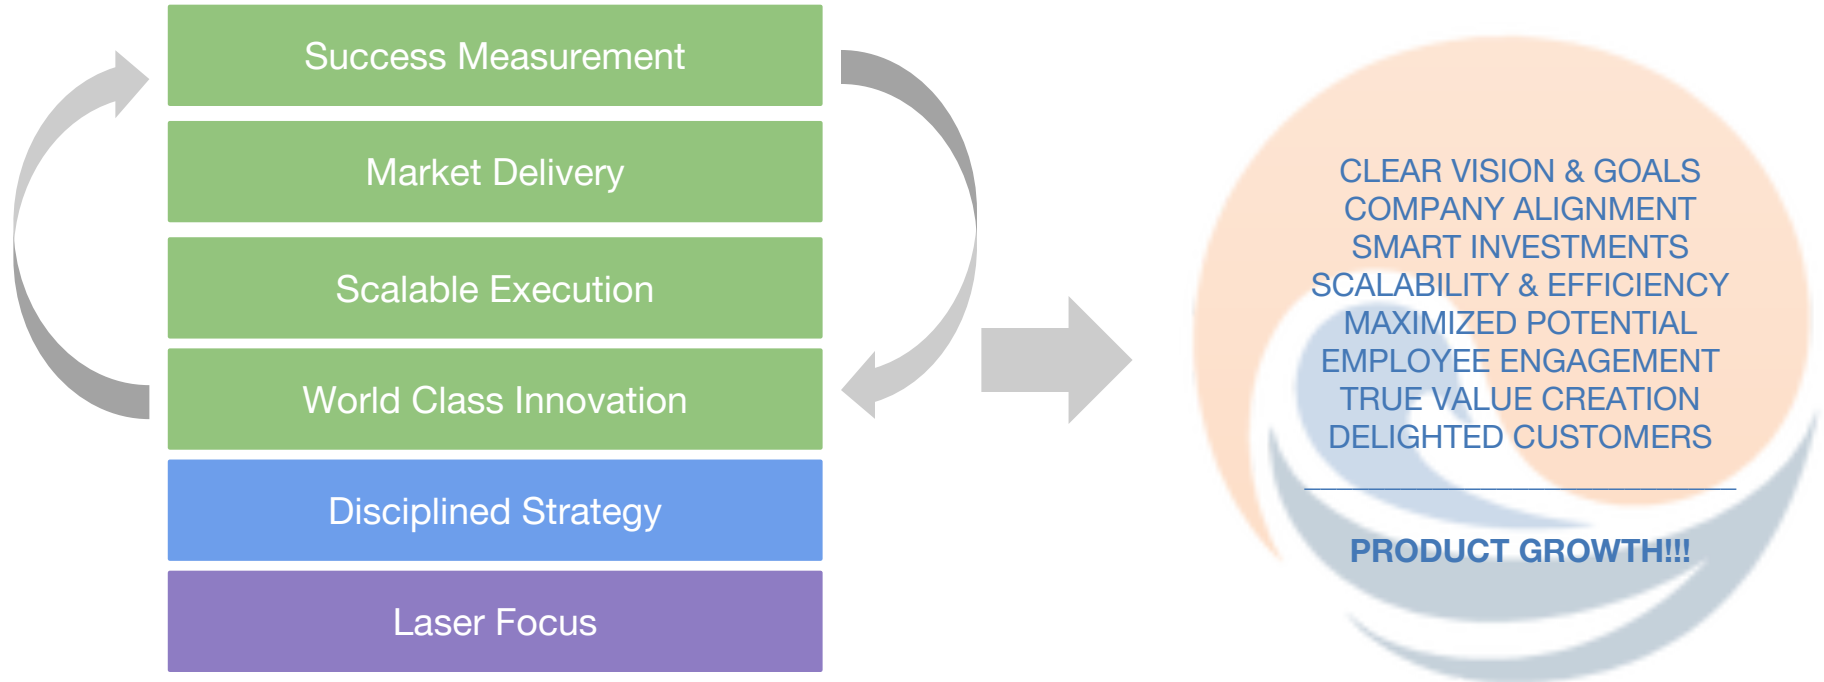 Success Measurement
Market Delivery
Scalable Execution
World Class Innovation
Disciplined Strategy
Laser Focus
CLEAR VISION & GOALS
COMPANY ALIGNMENT
SMART INVESTMENTS
SCALABILITY & EFFICIENCY
MAXIMIZED POTENTIAL
EMPLOYEE ENGAGEMENT
TRUE VALUE CREATION
DELIGHTED CUSTOMERS
PRODUCT GROWTH!!!